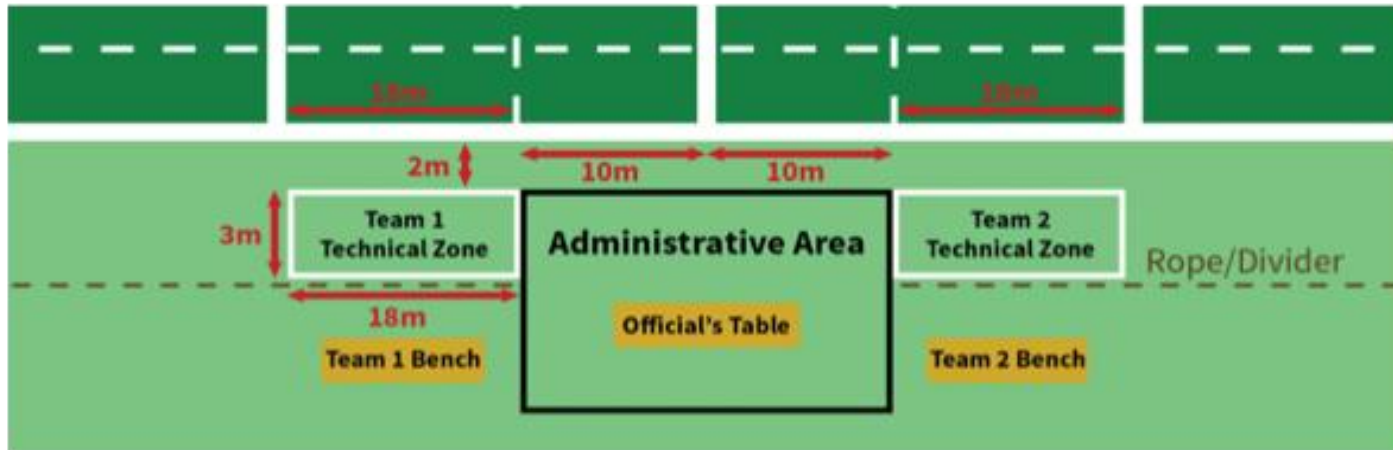 18m
18m
2m
10m
10m
3m
Team 1
Technical Zone
Administrative Area
Team 2
Technical Zone
Rope/Divider
18m
Official's Table
Team 1 Bench
Team 2 Bench